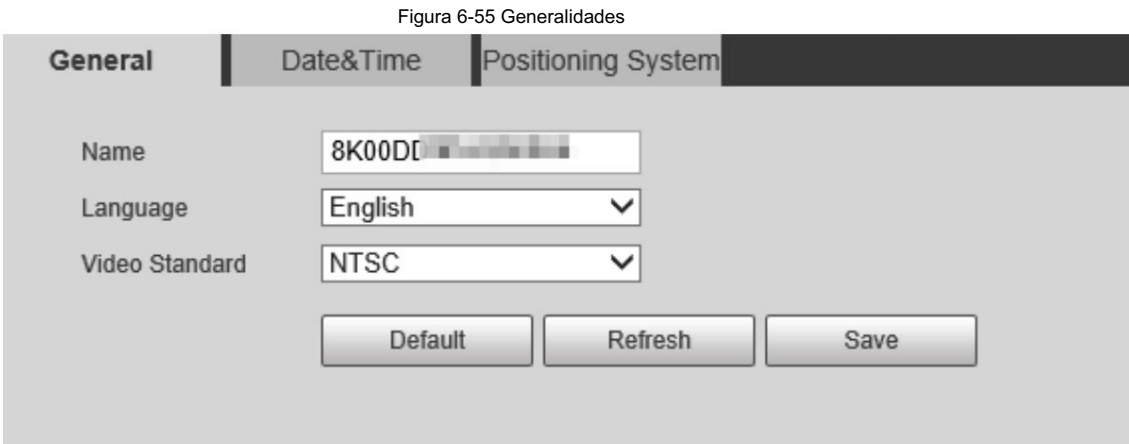 Figura 6-55 Generalidades
General Date&Time Positioning System
Name 8K00DD
Language English
Video Standard NTSC
Default Refresh Save